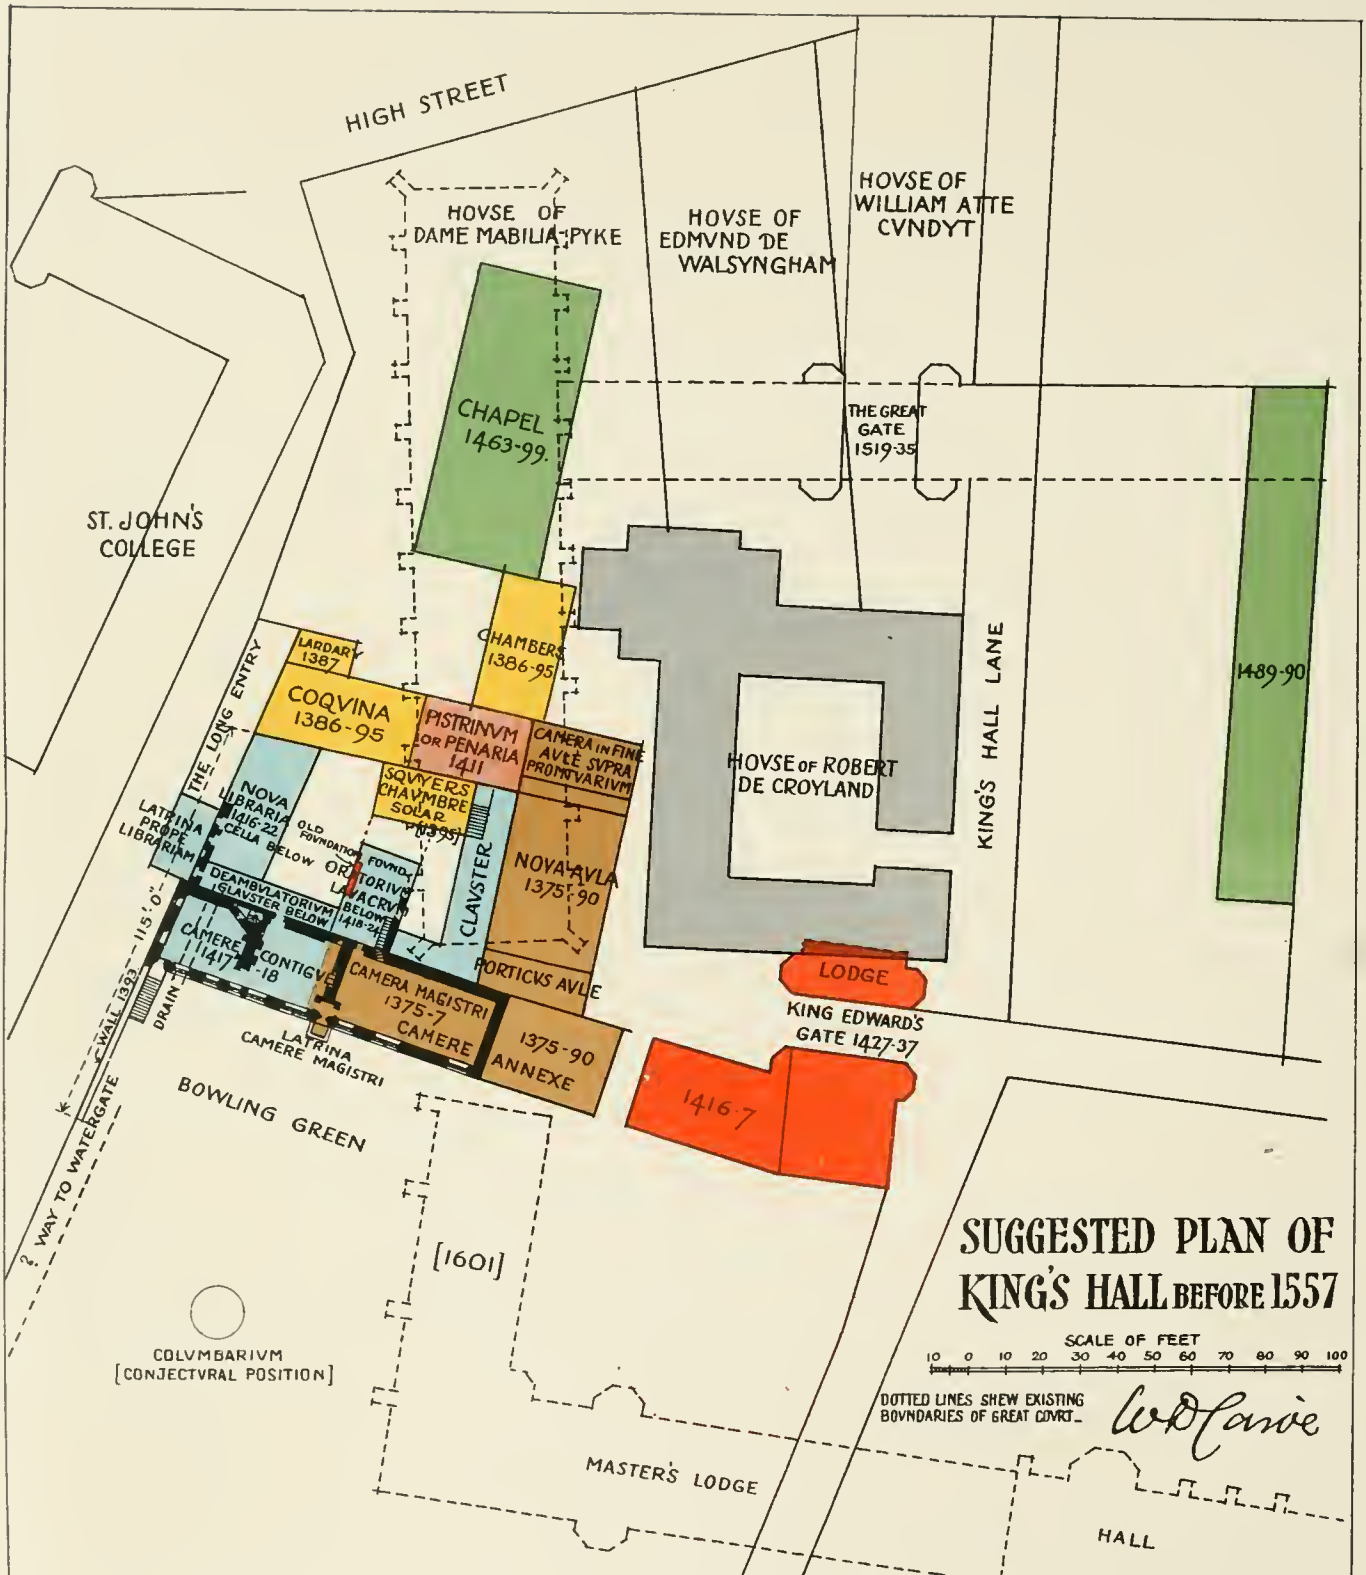 HIGH STREET
HOVSE OF
DAME MABILIA PYKE
HOVSE OF
EDMVND DE
WALSYNGHAM
HOVSE OF
WILLIAM ATTE
CVNDYT
CHAPEL
1463-99.
THE GREAT
GATE
1519-35
ST. JOHN'S
COLLEGE
CHAMBERS
1386-95
LARDARY
1387
THE LONG ENTRY
COQVINA
1386-95
PISTRINVM
OR PENARIA
1411
CAMERA in FINE
AVLE SVPRA
PROMTVARIVM
1489-90
KING'S HALL LANE
HOVSE OF ROBERT
DE CROYLAND
SQVYERS
CHAVMBRE
SOLAR
[1395]
NOVA
LIBRARIA
1416-22
CELLA BELOW
LATRINA
PROPE
LIBRARIAM
OLD
FOUNDATION
FOVND.
ORATORIVM
LAVACRVM
BELOW
1418-24
CLAVSTER
NOVA AVLA
1375-90
DEAMBVLATORIVM
CLAVSTER BELOW
CAMERE CONTIGVE
1417-18
PORTICVS AVLE
CAMERA MAGISTRI
1375-7
CAMERE
1375-90
ANNEXE
LODGE
KING EDWARD'S
GATE 1427-37
115'.0"
WALL 1393
DRAIN
LATRINA
CAMERE MAGISTRI
1416-7
BOWLING GREEN
? WAY TO WATERGATE
[1601]
COLVMBARIVM
[CONJECTVRAL POSITION]
SUGGESTED PLAN OF
KING'S HALL BEFORE 1557
SCALE OF FEET
10 0 10 20 30 40 50 60 70 80 90 100
DOTTED LINES SHEW EXISTING
BOVNDARIES OF GREAT COVRT
W D Caröe
MASTER'S LODGE
HALL